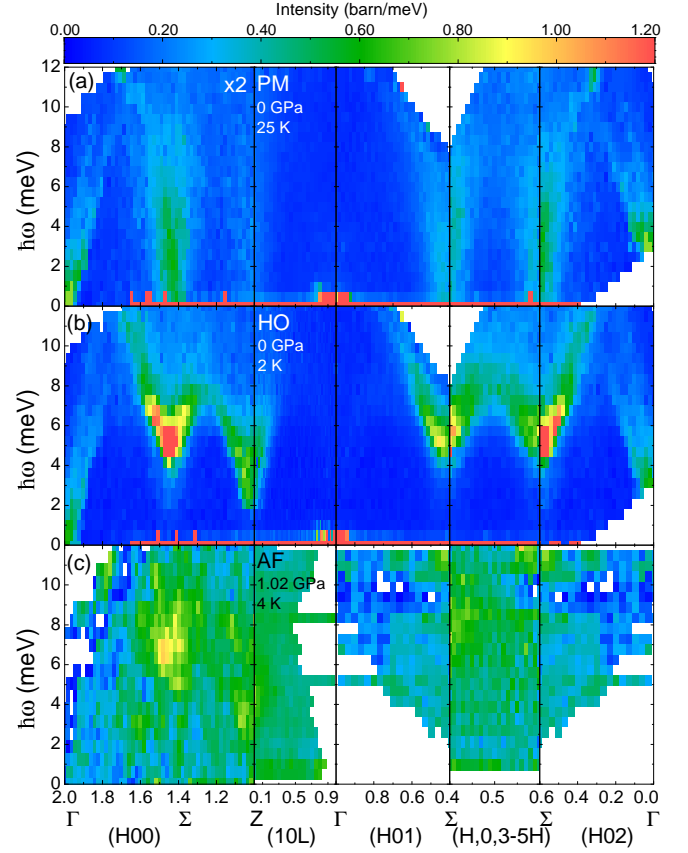 Intensity (barn/meV)
0.00 0.20 0.40 0.60 0.80 1.00 1.20
(a) x2 PM
0 GPa
25 K
ħω (meV)
12
10
8
6
4
2
0
(b) HO
0 GPa
2 K
ħω (meV)
10
8
6
4
2
0
(c) AF
1.02 GPa
4 K
ħω (meV)
10
8
6
4
2
0
2.0 1.8 1.6 1.4 1.2 0.1 0.5 0.9 0.8 0.6 0.4 0.6 0.4 0.2 0.0
Γ Σ Z Γ Σ Σ Γ
(H00) (10L) (H01) (H,0,3-5H) (H02)